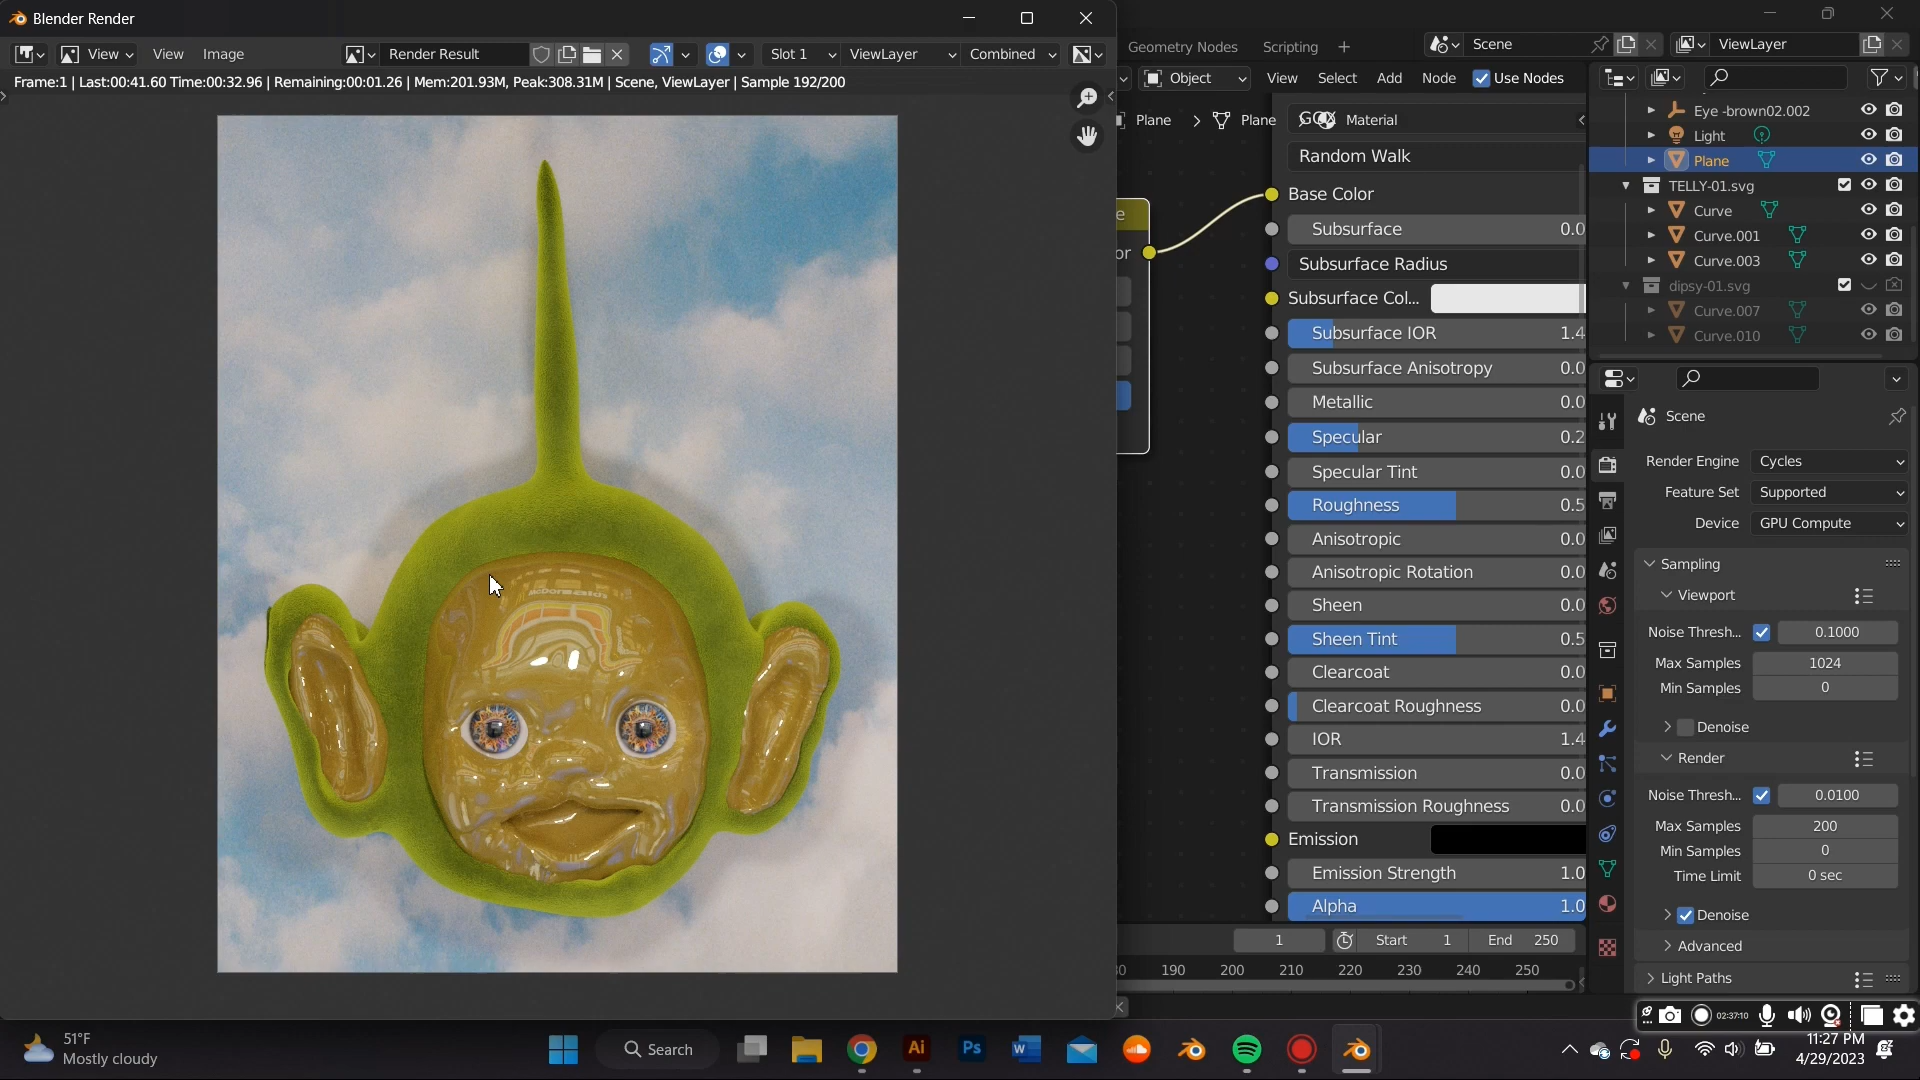 Blender Render
View
View
Image
Render Result
Slot 1
ViewLayer
Combined
Frame:1 | Last:00:41.60 Time:00:32.96 | Remaining:00:01.26 | Mem:201.93M, Peak:308.31M | Scene, ViewLayer | Sample 192/200
Geometry Nodes
Scripting
Scene
ViewLayer
Object
View
Select
Add
Node
Use Nodes
Plane
Plane
Material
Random Walk
Base Color
Subsurface 0.0
Subsurface Radius
Subsurface Col...
Subsurface IOR 1.4
Subsurface Anisotropy 0.0
Metallic 0.0
Specular 0.2
Specular Tint 0.0
Roughness 0.5
Anisotropic 0.0
Anisotropic Rotation 0.0
Sheen 0.0
Sheen Tint 0.5
Clearcoat 0.0
Clearcoat Roughness 0.0
IOR 1.4
Transmission 0.0
Transmission Roughness 0.0
Emission
Emission Strength 1.0
Alpha 1.0
1
Start 1
End 250
190 200 210 220 230 240 250
Eye -brown02.002
Light
Plane
TELLY-01.svg
Curve
Curve.001
Curve.003
dipsy-01.svg
Curve.007
Curve.010
Scene
Render Engine Cycles
Feature Set Supported
Device GPU Compute
Sampling
Viewport
Noise Thresh... 0.1000
Max Samples 1024
Min Samples 0
Denoise
Render
Noise Thresh... 0.0100
Max Samples 200
Min Samples 0
Time Limit 0 sec
Denoise
Advanced
Light Paths
02:37:10
51°F
Mostly cloudy
Search
Ai
Ps
W
11:27 PM
4/29/2023